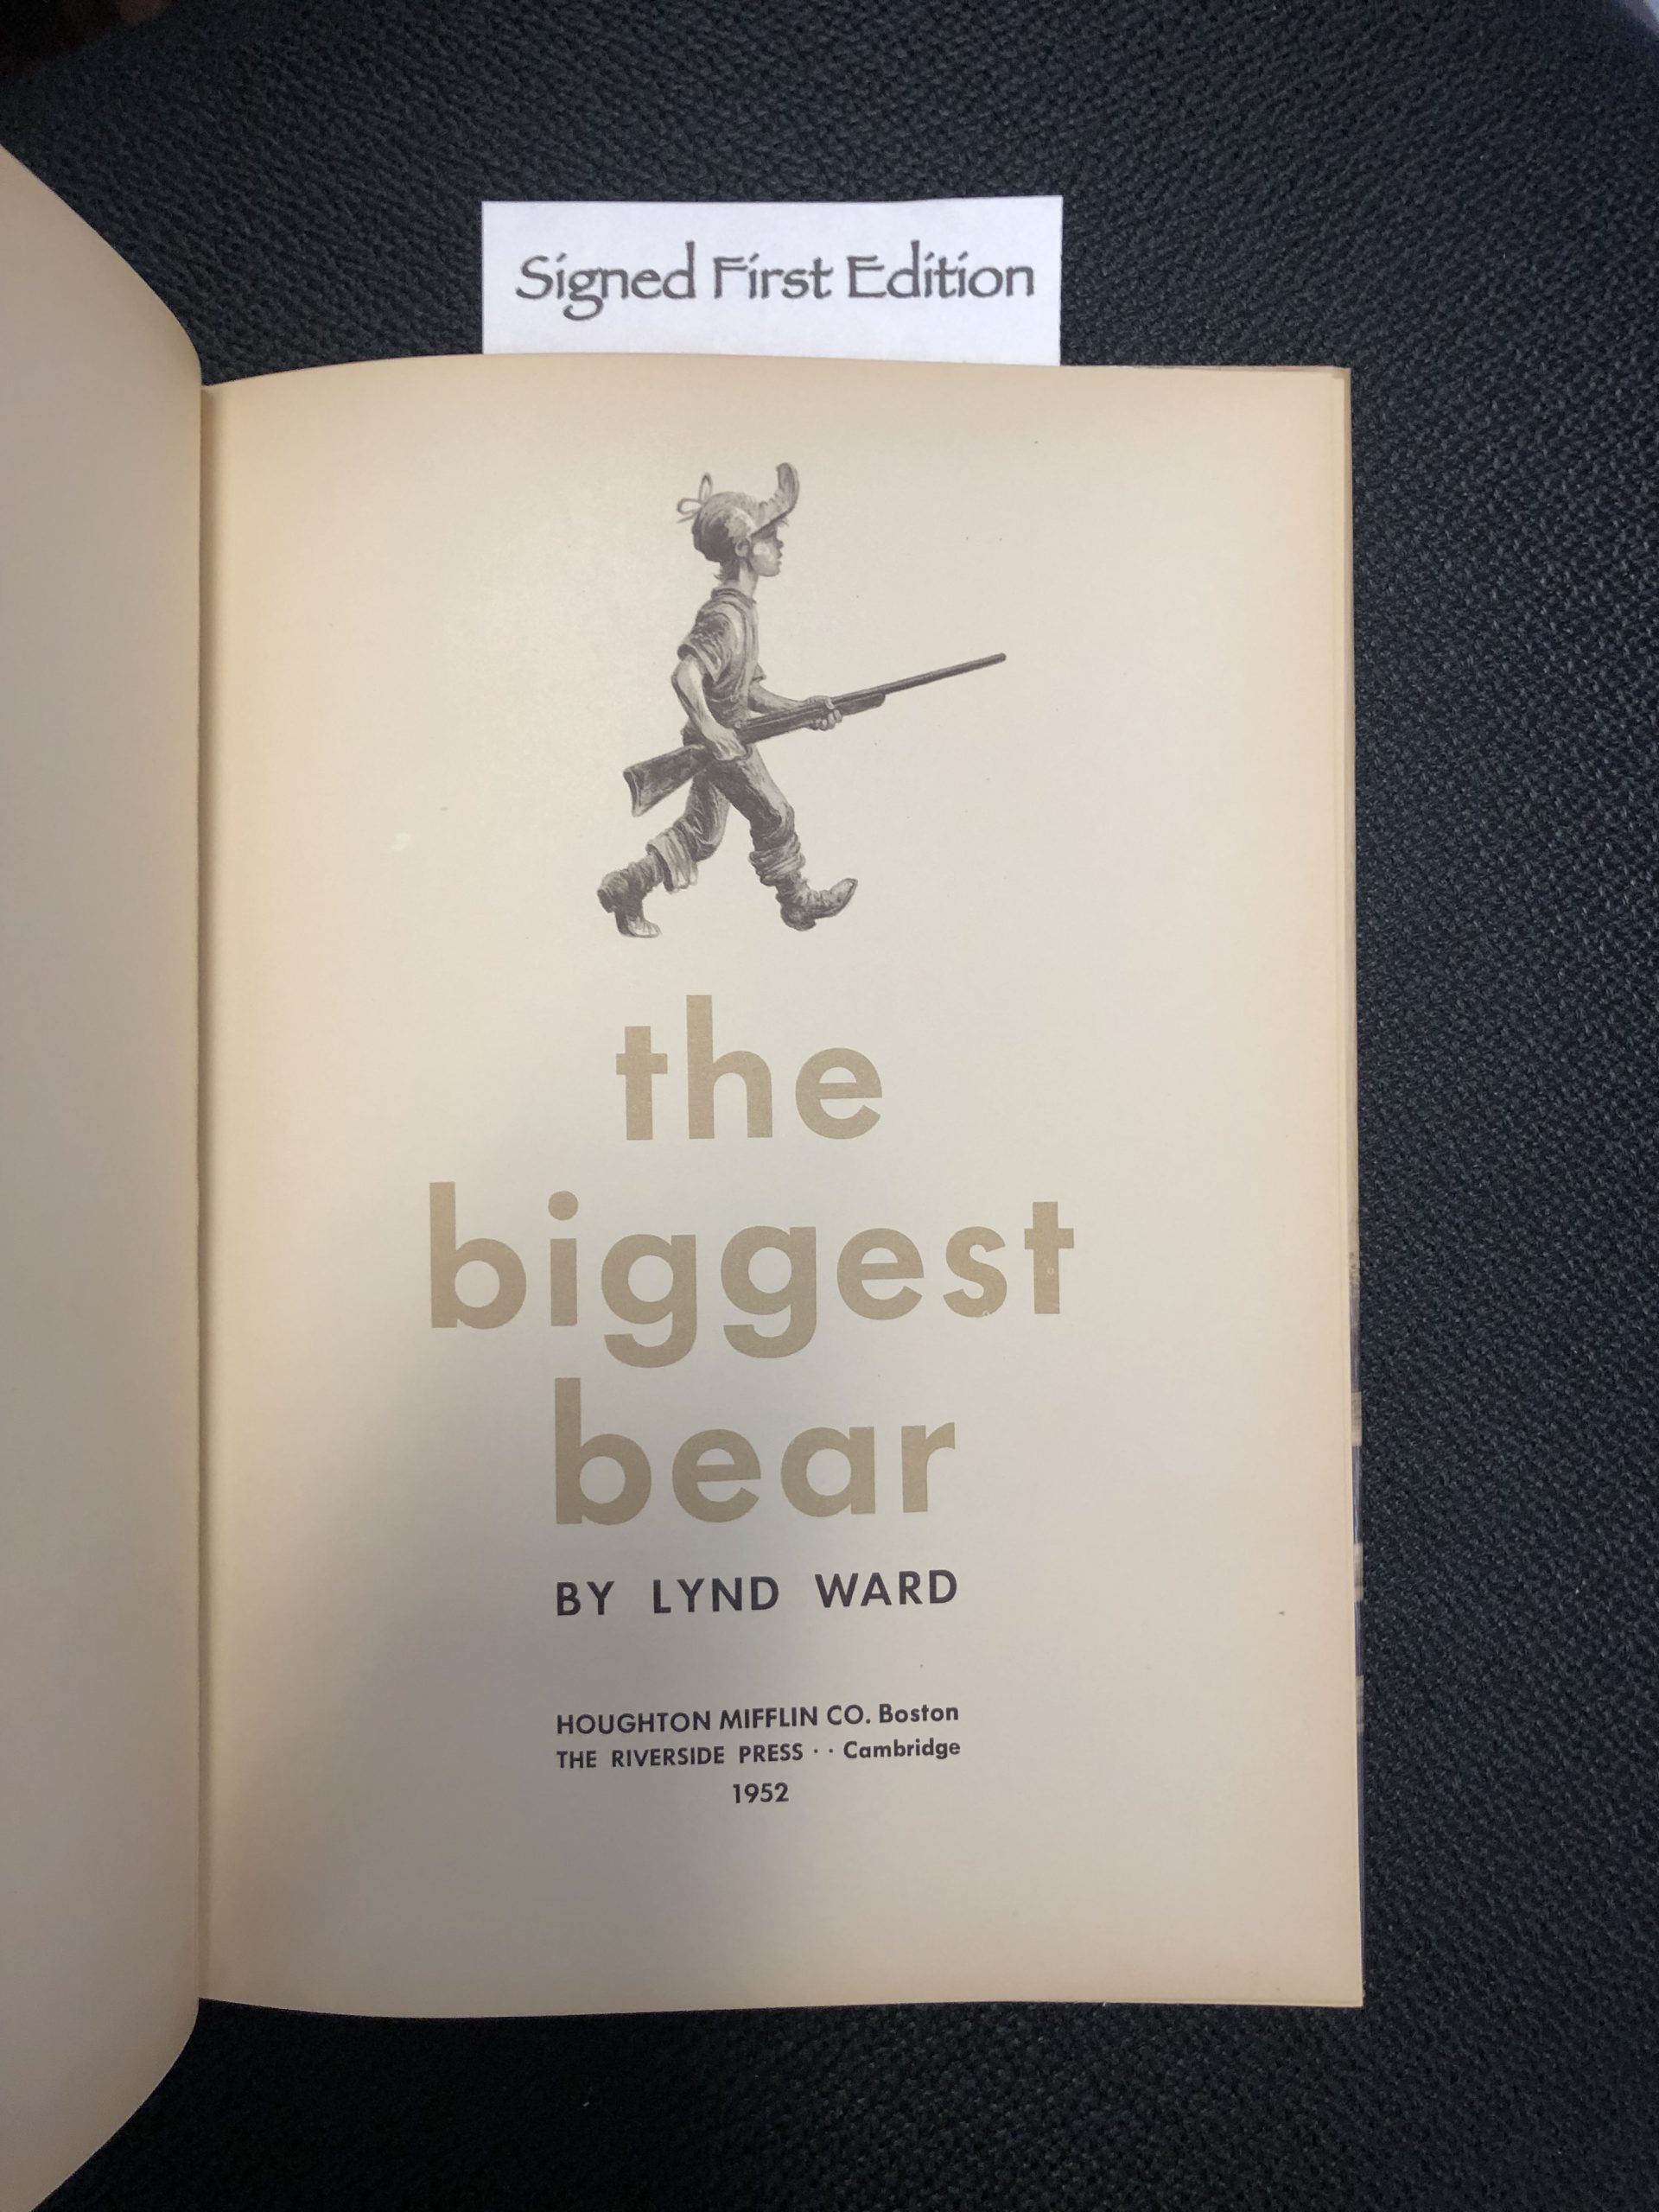 Signed First Edition
the
biggest
bear
BY LYND WARD
HOUGHTON MIFFLIN CO. Boston
THE RIVERSIDE PRESS · · Cambridge
1952